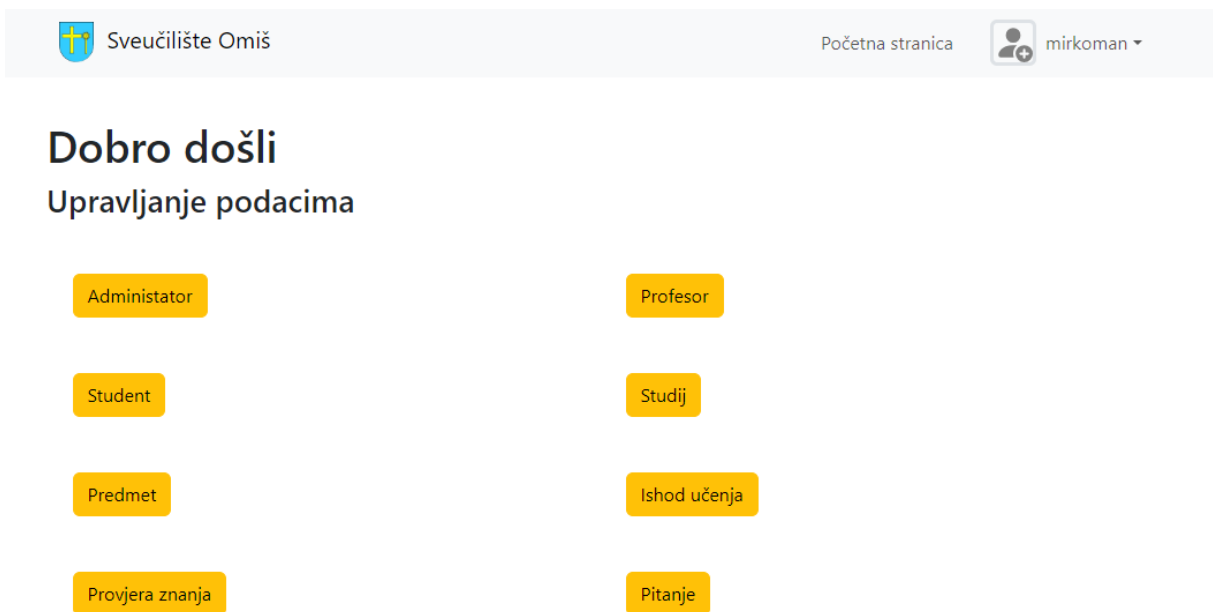 Sveučilište Omiš
Početna stranica
mirkoman
Dobro došli
Upravljanje podacima
Administator
Profesor
Student
Studij
Predmet
Ishod učenja
Provjera znanja
Pitanje